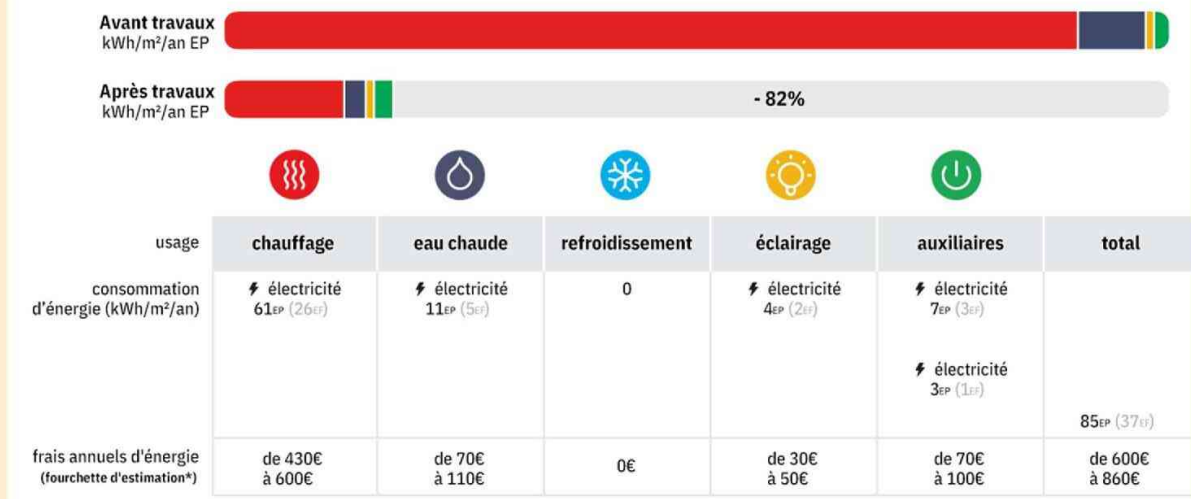 Avant travaux
kWh/m²/an EP
Après travaux
kWh/m²/an EP
- 82%
usage
chauffage
eau chaude
refroidissement
éclairage
auxiliaires
total
consommation
d'énergie (kWh/m²/an)
électricité
61EP (26EF)
électricité
11EP (5EF)
0
électricité
4EP (2EF)
électricité
7EP (3EF)
électricité
3EP (1EF)
85EP (37EF)
frais annuels d'énergie
(fourchette d'estimation*)
de 430€
à 600€
de 70€
à 110€
0€
de 30€
à 50€
de 70€
à 100€
de 600€
à 860€